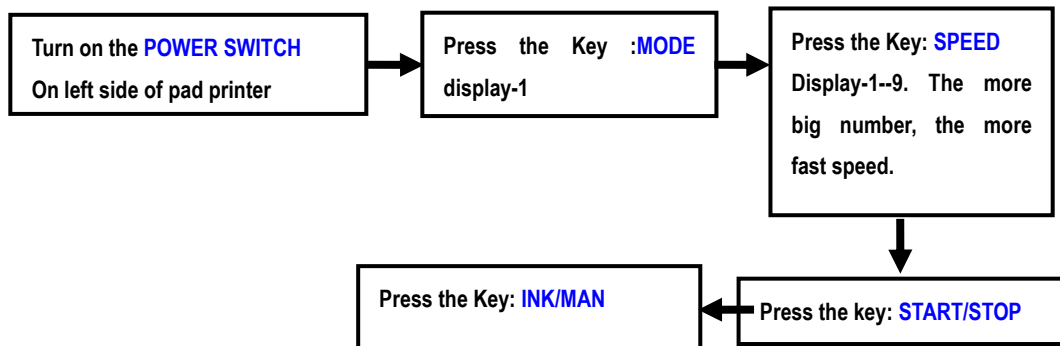 Turn on the POWER SWITCH
On left side of pad printer
Press the Key :MODE
display-1
Press the Key: SPEED
Display-1--9. The more
big number, the more
fast speed.
Press the key: START/STOP
Press the Key: INK/MAN